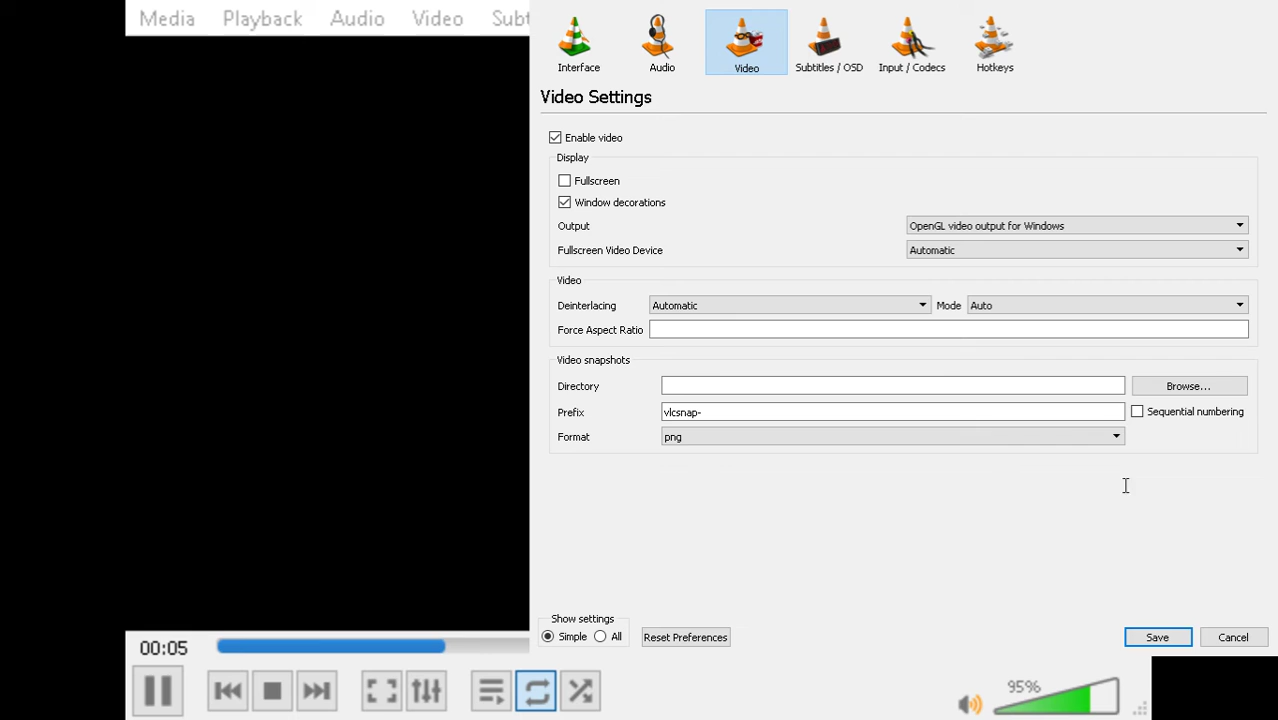 Media Playback Audio Video Subt
Interface Audio Video Subtitles / OSD Input / Codecs Hotkeys
Video Settings
Enable video
Display
Fullscreen
Window decorations
Output OpenGL video output for Windows
Fullscreen Video Device Automatic
Video
Deinterlacing Automatic Mode Auto
Force Aspect Ratio
Video snapshots
Directory Browse...
Prefix vlcsnap- Sequential numbering
Format png
Show settings
Simple All Reset Preferences Save Cancel
00:05
95%